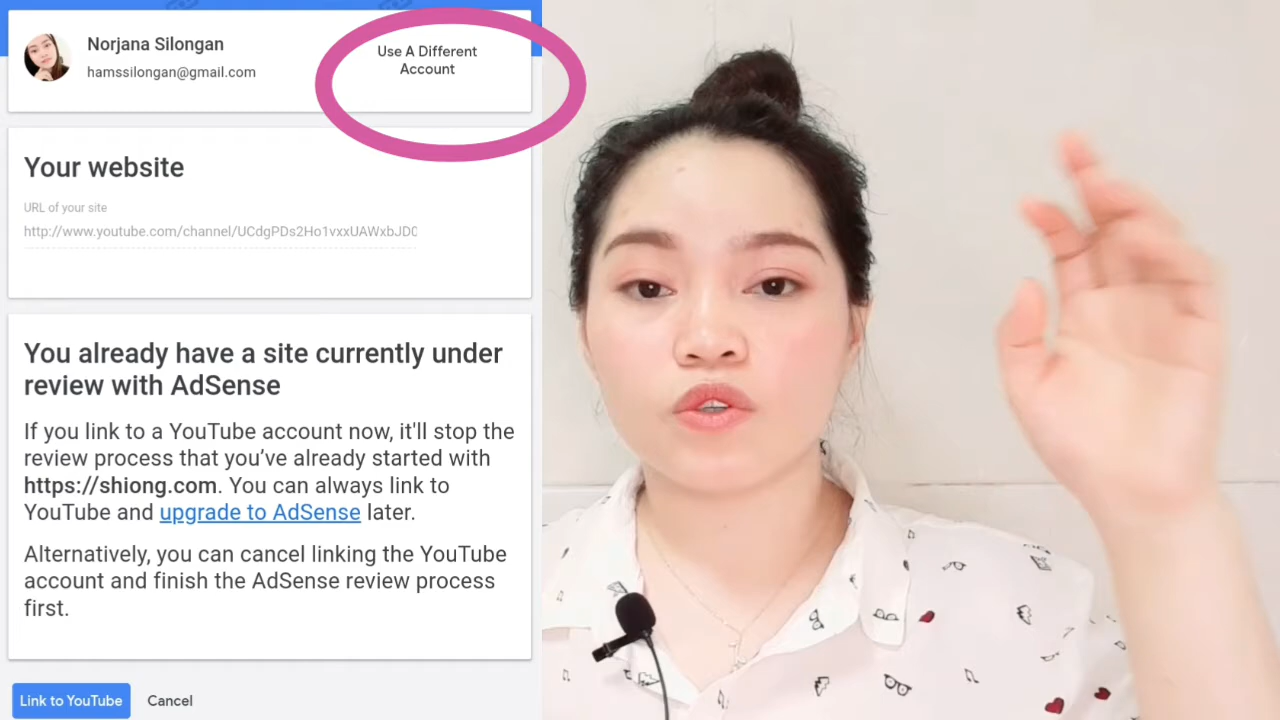 Norjana Silongan
hamssilongan@gmail.com
Use A Different
Account
Your website
URL of your site
http://www.youtube.com/channel/UCdgPDs2Ho1vxxUAWxbJD
You already have a site currently under
review with AdSense
If you link to a YouTube account now, it'll stop the
review process that you’ve already started with
https://shiong.com. You can always link to
YouTube and upgrade to AdSense later.
Alternatively, you can cancel linking the YouTube
account and finish the AdSense review process
first.
Link to YouTube
Cancel